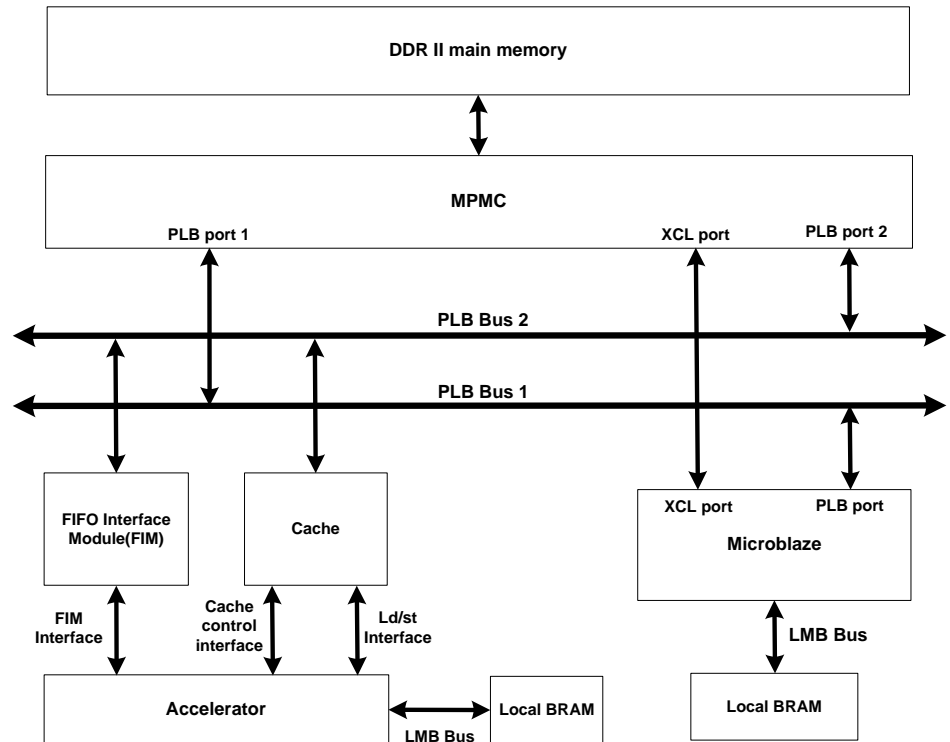 DDR II main memory
MPMC
PLB port 1
XCL port
PLB port 2
PLB Bus 2
PLB Bus 1
FIFO Interface
Module(FIM)
Cache
XCL port
PLB port
Microblaze
FIM
Interface
Cache
control
interface
Ld/st
Interface
LMB Bus
Accelerator
Local BRAM
LMB Bus
Local BRAM